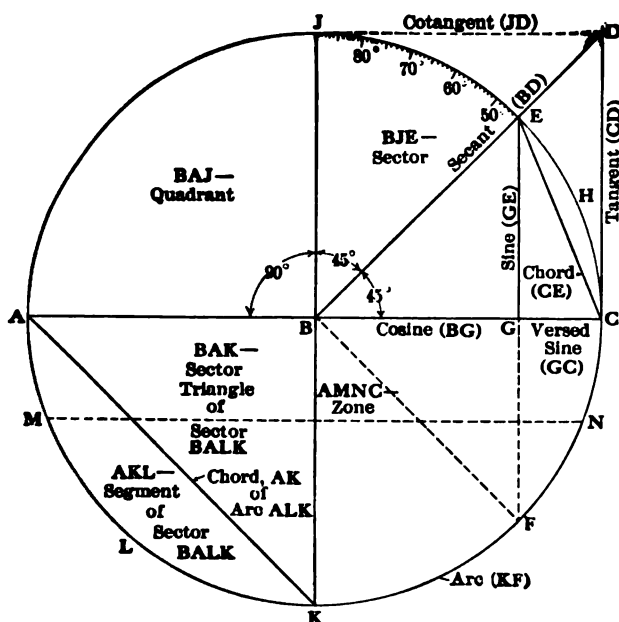 J
Cotangent (JD)
D
80°
70°
60°
50°
E
Secant (BD)
BJE—
Sector
BAJ—
Quadrant
H
Tangent (CD)
Sine (GE)
Chord
(CE)
90°
45°
45°
A
B
Cosine (BG)
G
Versed
Sine
(GC)
C
BAK—
Sector
Triangle
of
Sector
BALK
AMNC—
Zone
M
N
AKL—
Segment
of
Sector
BALK
Chord, AK
of
Arc ALK
L
F
Arc (KF)
K